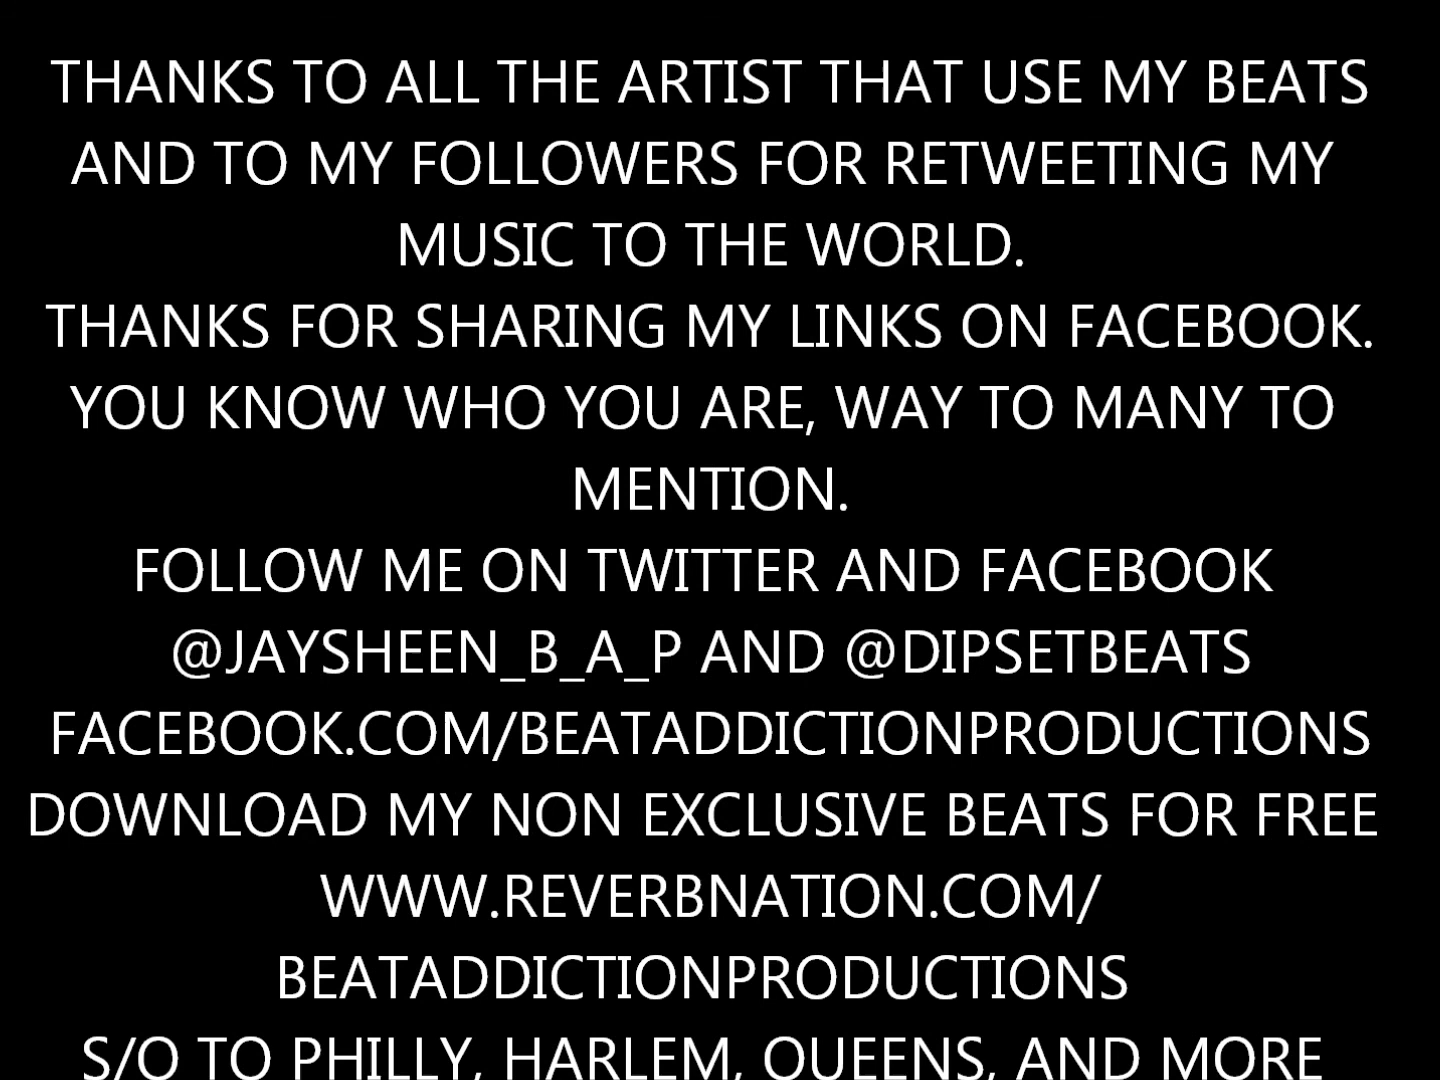 THANKS TO ALL THE ARTIST THAT USE MY BEATS
AND TO MY FOLLOWERS FOR RETWEETING MY
MUSIC TO THE WORLD.
THANKS FOR SHARING MY LINKS ON FACEBOOK.
YOU KNOW WHO YOU ARE, WAY TO MANY TO
MENTION.
FOLLOW ME ON TWITTER AND FACEBOOK
@JAYSHEEN_B_A_P AND @DIPSETBEATS
FACEBOOK.COM/BEATADDICTIONPRODUCTIONS
DOWNLOAD MY NON EXCLUSIVE BEATS FOR FREE
WWW.REVERBNATION.COM/
BEATADDICTIONPRODUCTIONS
S/O TO PHILLY, HARLEM, QUEENS, AND MORE